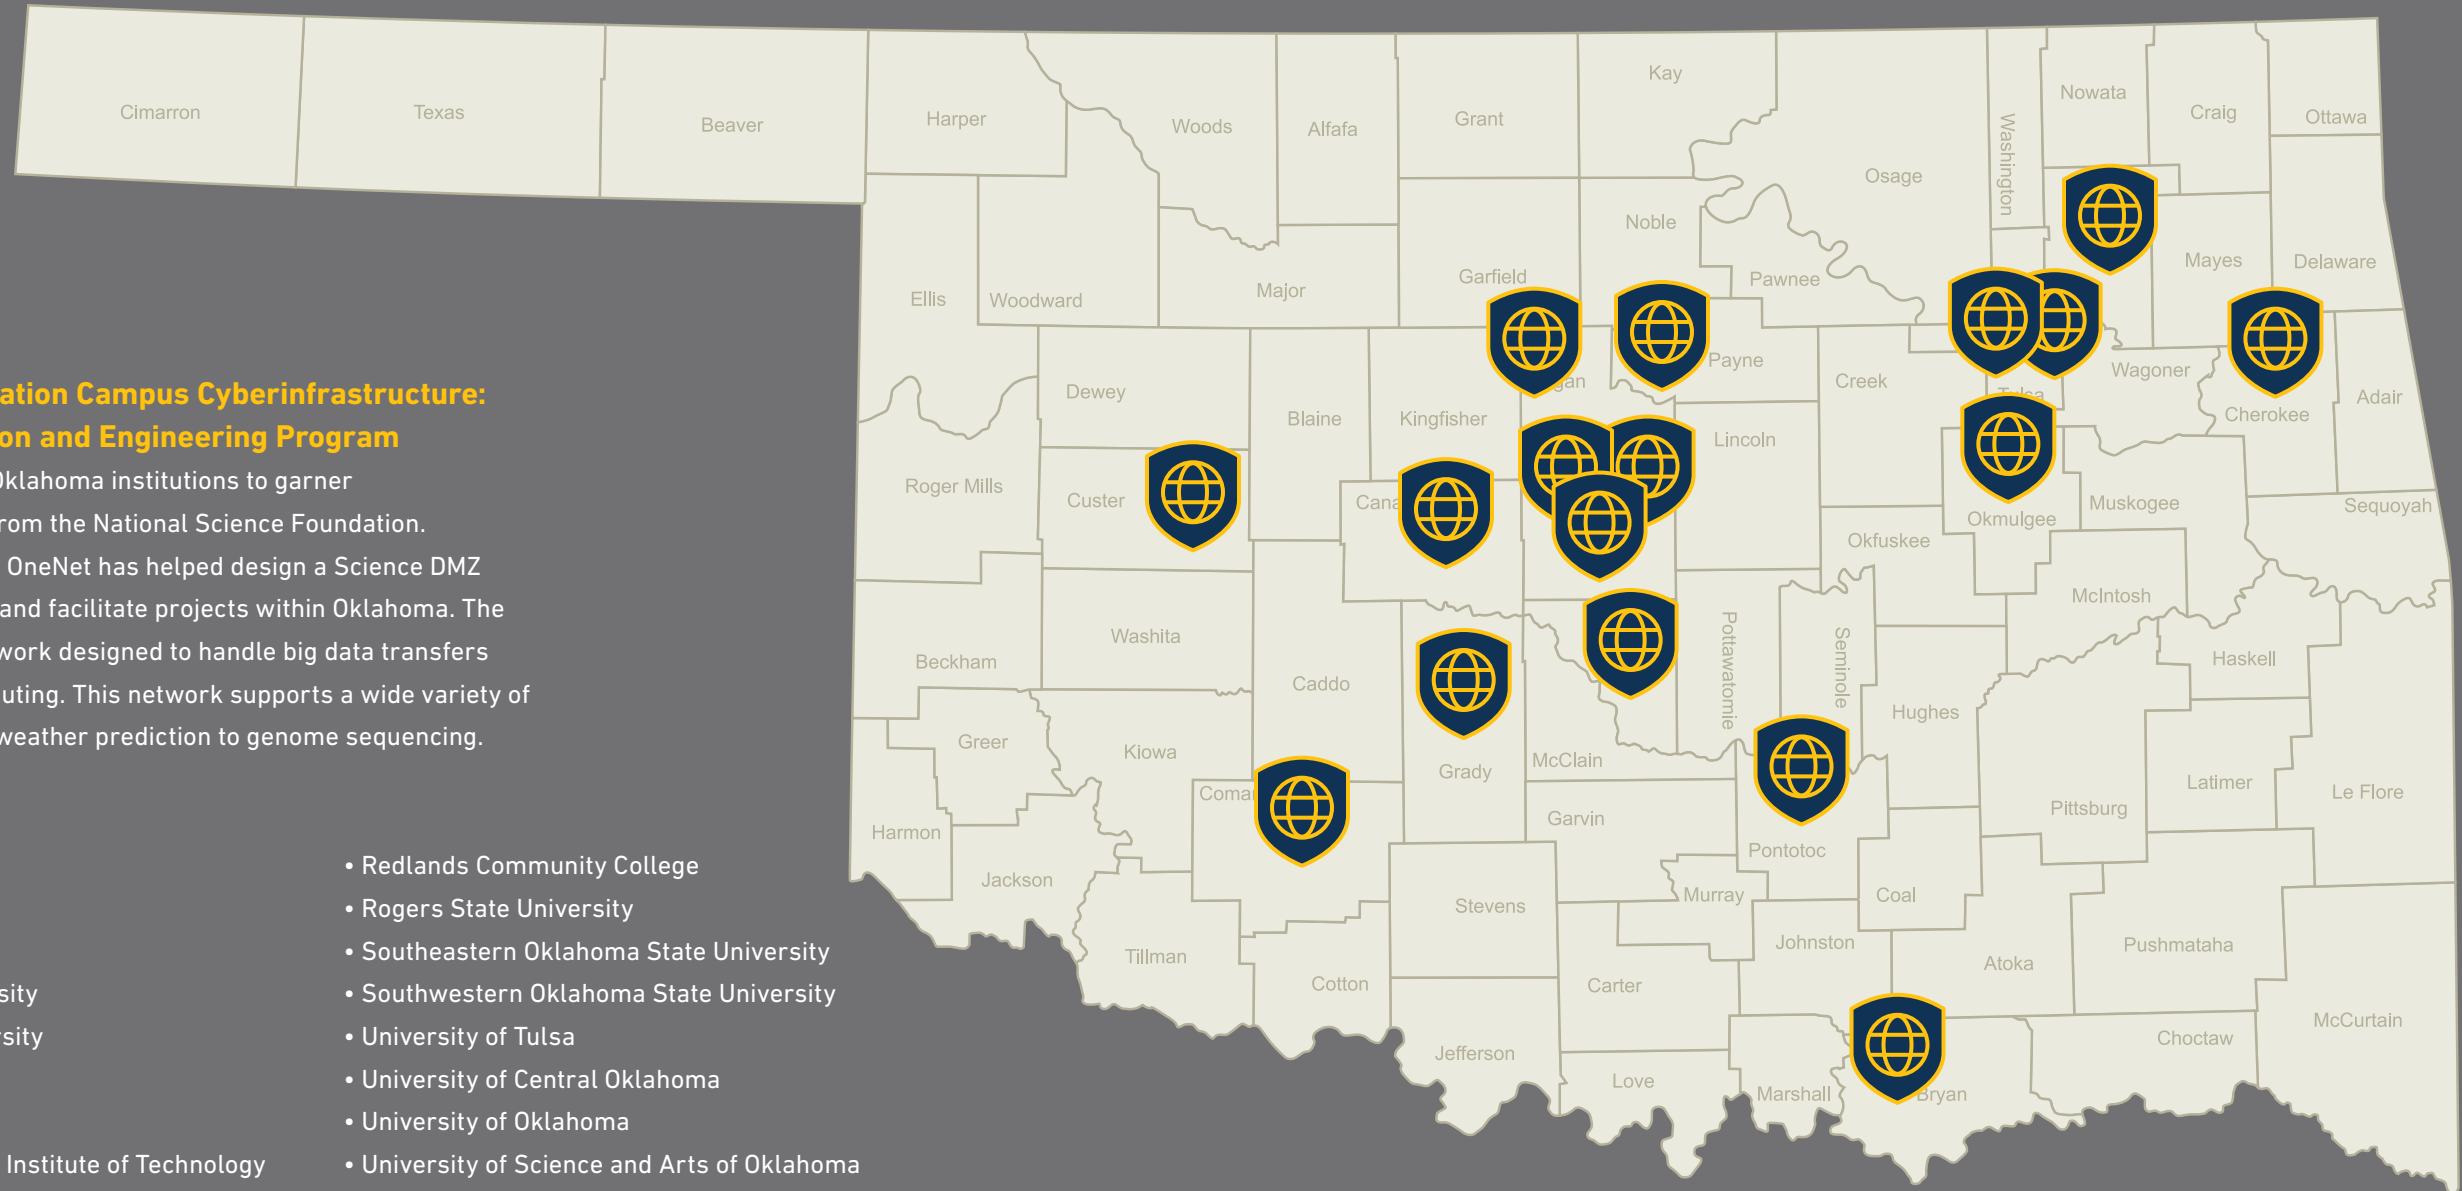 ation Campus Cyberinfrastructure:
on and Engineering Program
Oklahoma institutions to garner
from the National Science Foundation.
OneNet has helped design a Science DMZ
and facilitate projects within Oklahoma. The
work designed to handle big data transfers
uting. This network supports a wide variety of
weather prediction to genome sequencing.
sity
sity
Institute of Technology
• Redlands Community College
• Rogers State University
• Southeastern Oklahoma State University
• Southwestern Oklahoma State University
• University of Tulsa
• University of Central Oklahoma
• University of Oklahoma
• University of Science and Arts of Oklahoma
Cimarron
Texas
Beaver
Harper
Woods
Alfafa
Grant
Kay
Osage
Washington
Nowata
Craig
Ottawa
Ellis
Woodward
Major
Garfield
Noble
Pawnee
Mayes
Delaware
Roger Mills
Dewey
Custer
Blaine
Kingfisher
Cana
gan
Payne
Lincoln
Creek
Tulsa
Wagoner
Cherokee
Adair
Okmulgee
Okfuskee
Muskogee
Sequoyah
McIntosh
Haskell
Beckham
Washita
Caddo
Grady
McClain
Pottawatomie
Seminole
Hughes
Pittsburg
Latimer
Le Flore
Greer
Kiowa
Harmon
Jackson
Coma
Tillman
Cotton
Stevens
Garvin
Murray
Pontotoc
Coal
Johnston
Atoka
Pushmataha
McCurtain
Carter
Jefferson
Love
Marshall
Bryan
Choctaw